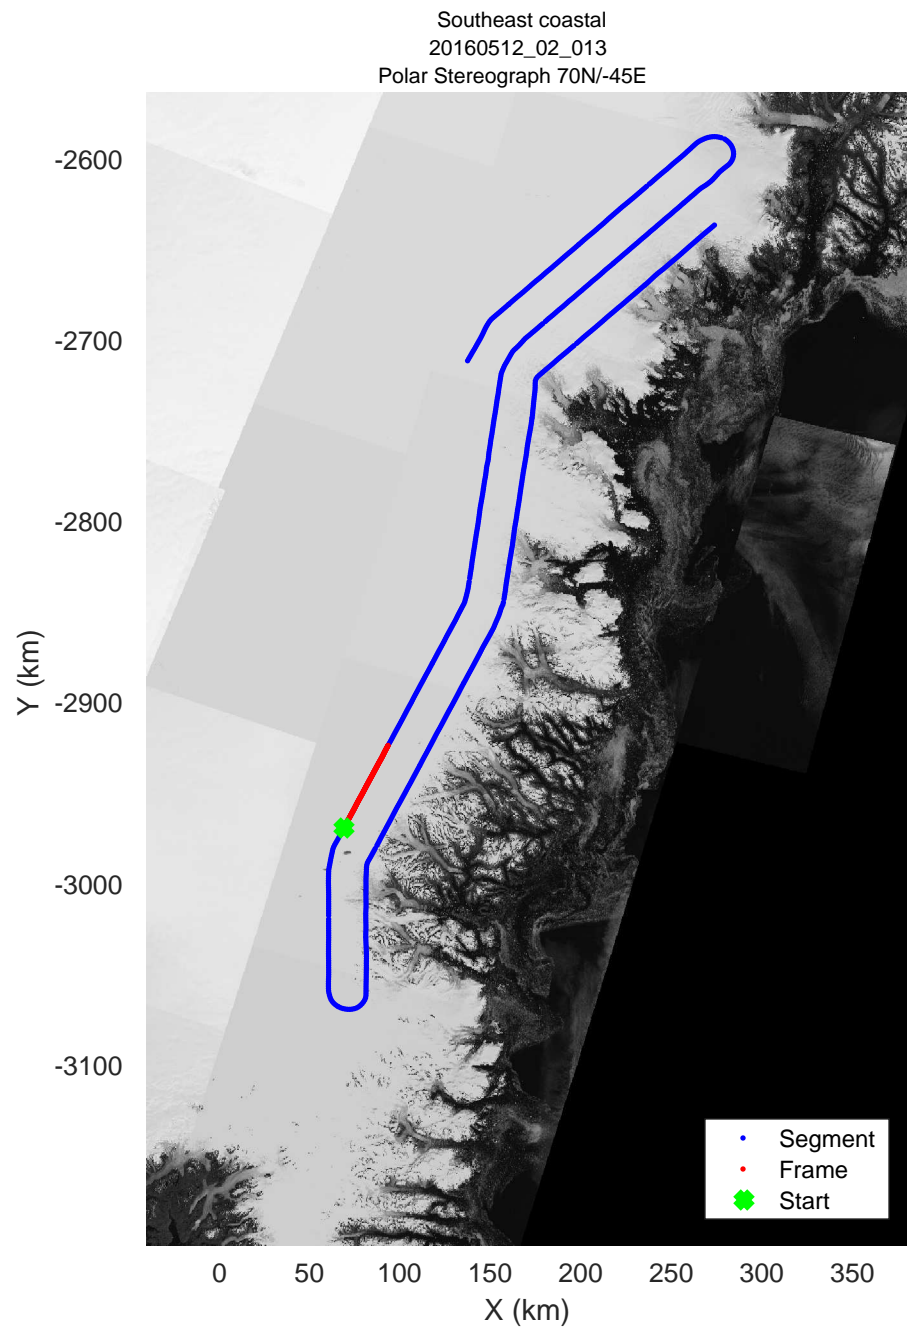 Southeast coastal
20160512_02_013
Polar Stereograph 70N/-45E
-2600
-2700
-2800
-2900
-3000
-3100
Y (km)
Segment
Frame
Start
0 50 100 150 200 250 300 350
X (km)